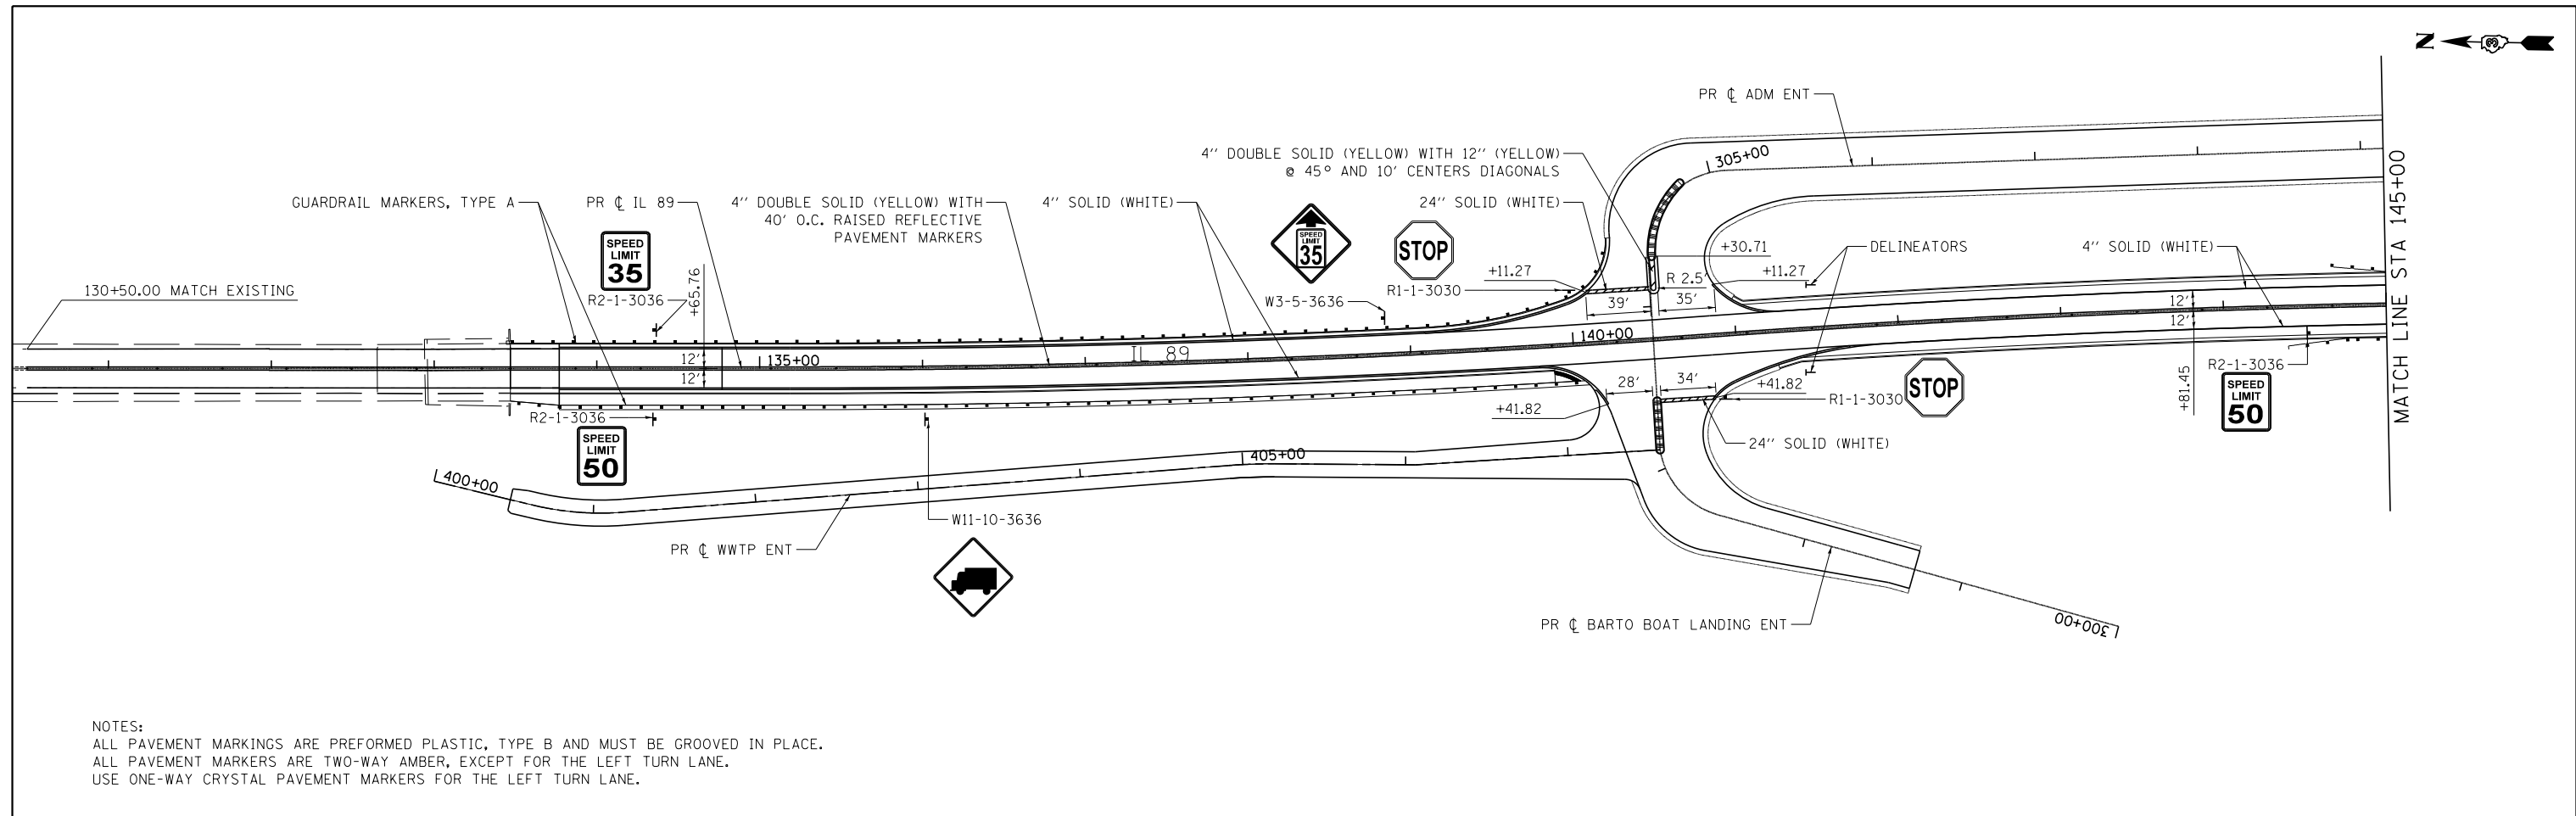 N
3
PR ℄ ADM ENT
4'' DOUBLE SOLID (YELLOW) WITH 12'' (YELLOW)
@ 45° AND 10' CENTERS DIAGONALS
305+00
MATCH LINE STA 145+00
GUARDRAIL MARKERS, TYPE A
PR ℄ IL 89
4'' DOUBLE SOLID (YELLOW) WITH
40' O.C. RAISED REFLECTIVE
PAVEMENT MARKERS
4'' SOLID (WHITE)
24'' SOLID (WHITE)
SPEED
LIMIT
35
R2-1-3036
+65.76
SPEED
LIMIT
35
W3-5-3636
STOP
R1-1-3030
+11.27
+30.71
R 2.5'
+11.27
DELINEATORS
4'' SOLID (WHITE)
39'
35'
130+50.00 MATCH EXISTING
12'
12'
135+00
IL 89
140+00
12'
12'
+81.45
R2-1-3036
SPEED
LIMIT
50
28'
34'
+41.82
+41.82
R1-1-3030
STOP
24'' SOLID (WHITE)
R2-1-3036
SPEED
LIMIT
50
400+00
405+00
W11-10-3636
PR ℄ WWTP ENT
PR ℄ BARTO BOAT LANDING ENT
300+00
NOTES:
ALL PAVEMENT MARKINGS ARE PREFORMED PLASTIC, TYPE B AND MUST BE GROOVED IN PLACE.
ALL PAVEMENT MARKERS ARE TWO-WAY AMBER, EXCEPT FOR THE LEFT TURN LANE.
USE ONE-WAY CRYSTAL PAVEMENT MARKERS FOR THE LEFT TURN LANE.